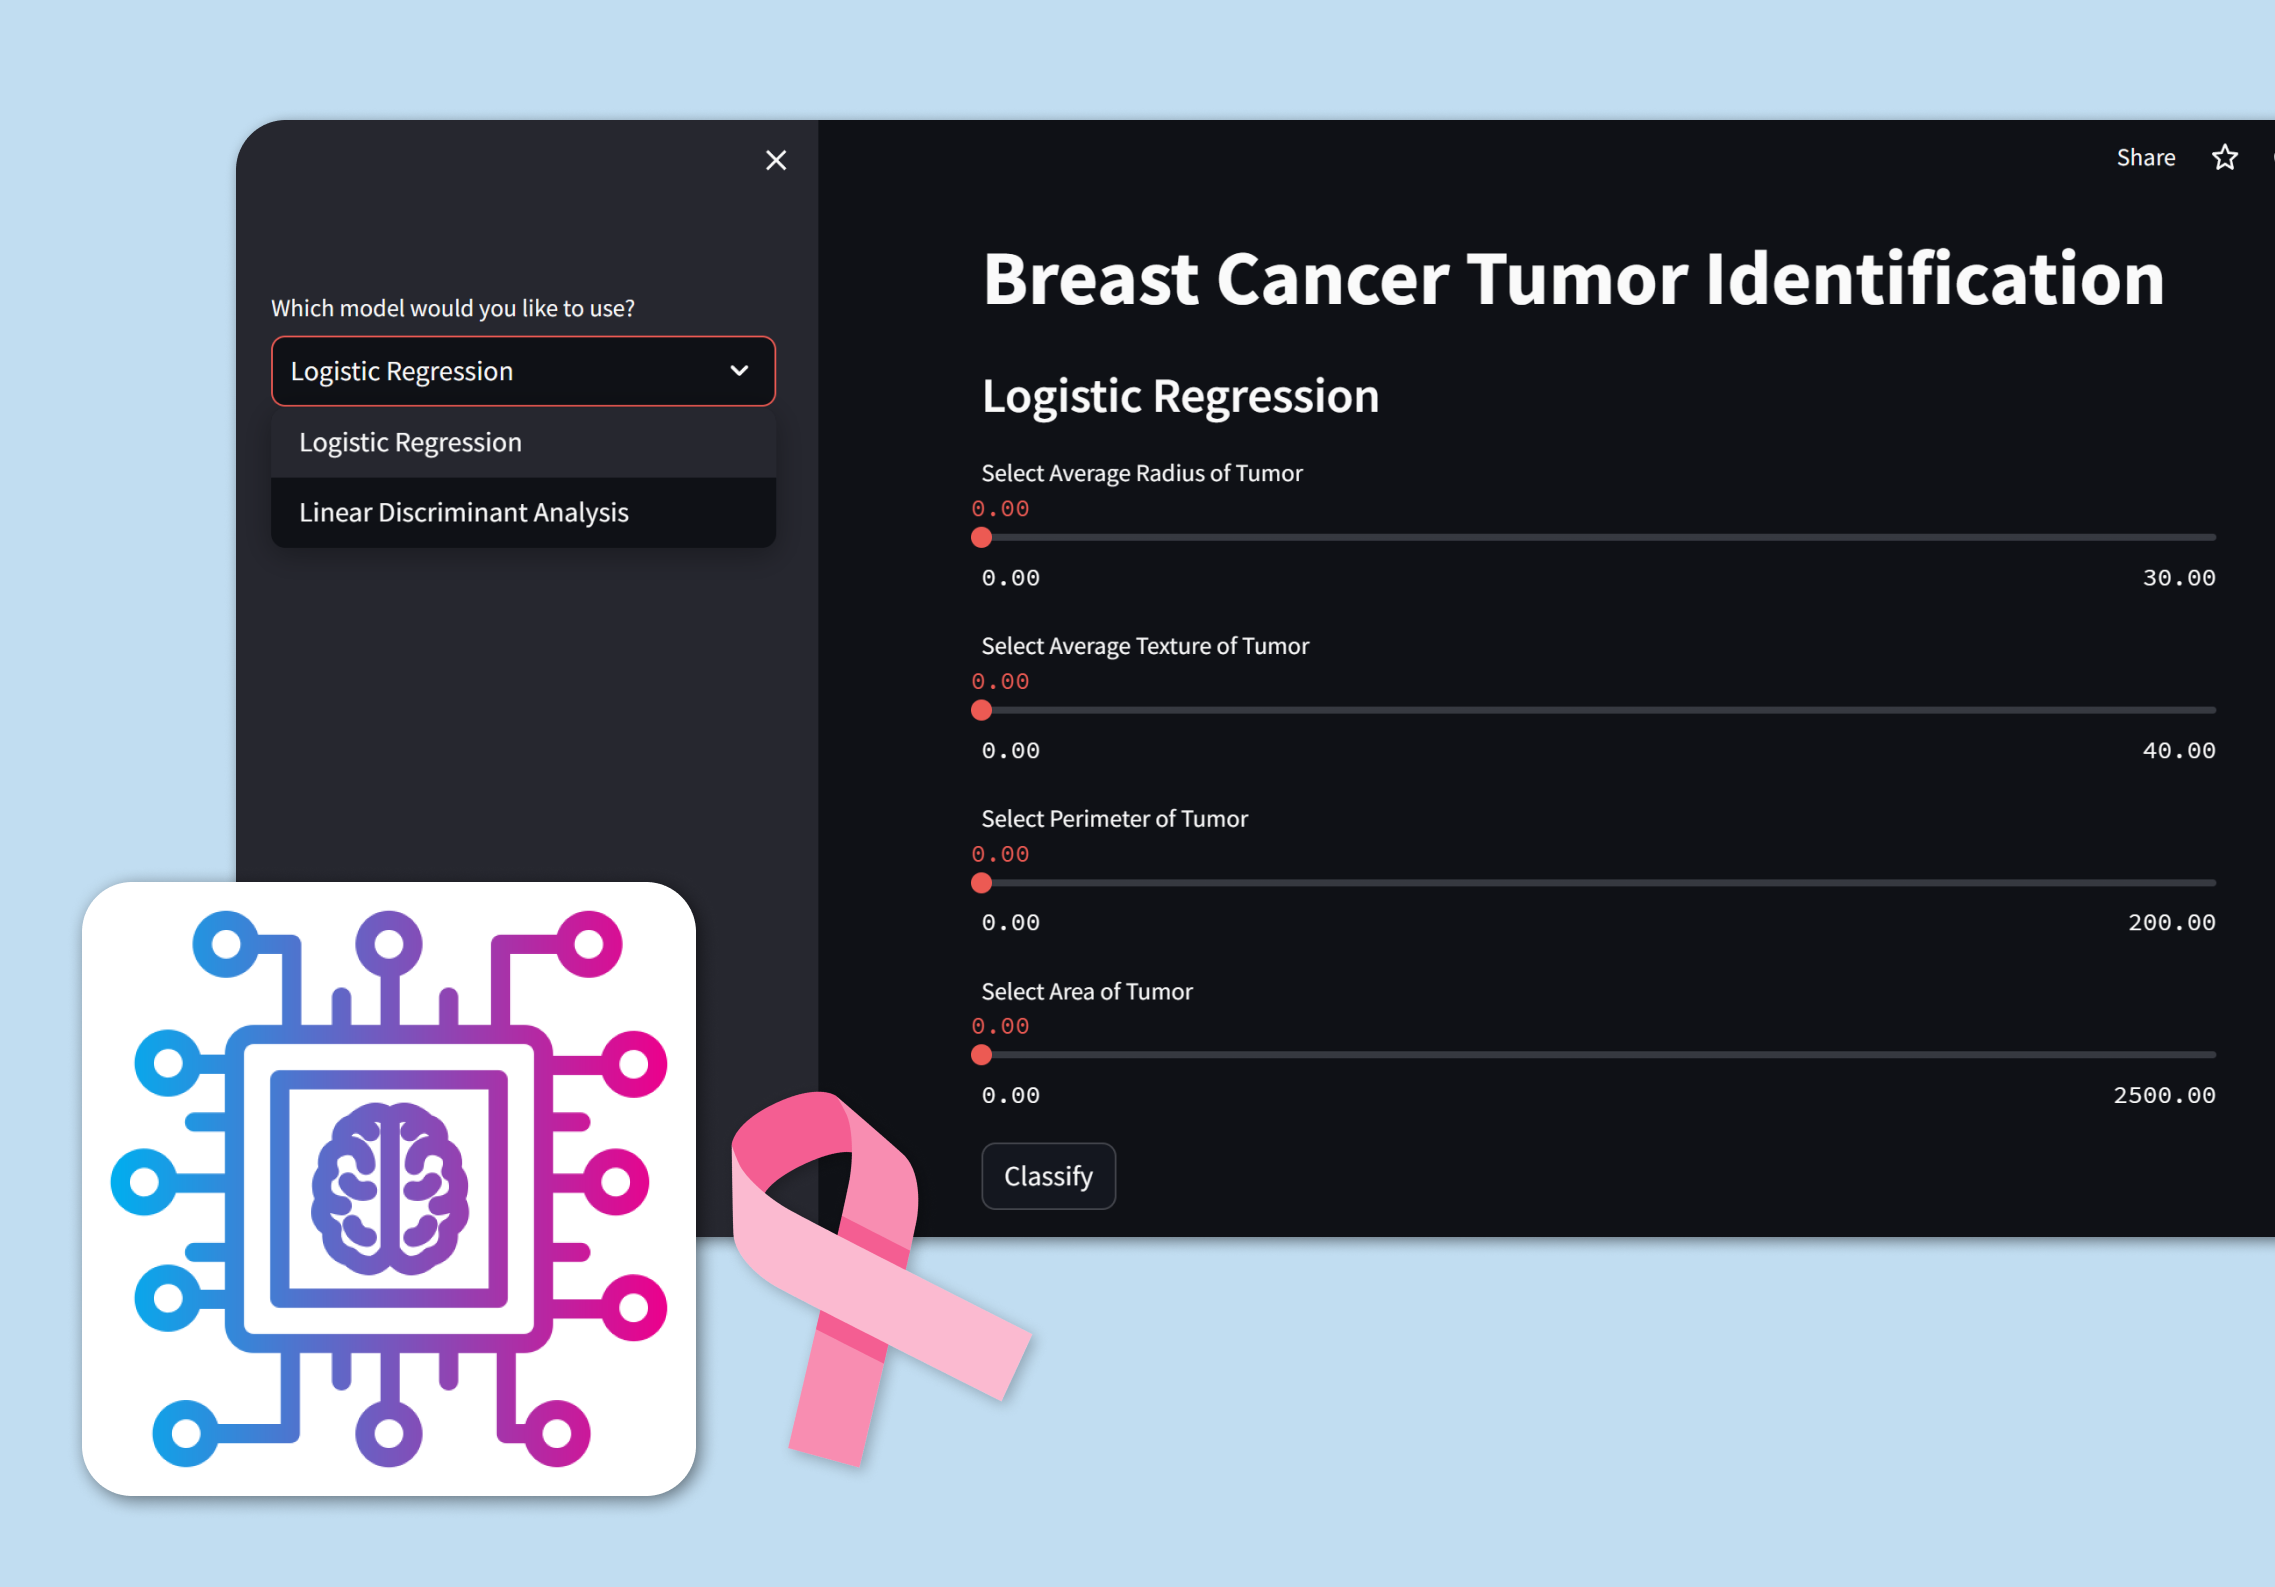 Share
Which model would you like to use?
Logistic Regression
Logistic Regression
Linear Discriminant Analysis
Breast Cancer Tumor Identification
Logistic Regression
Select Average Radius of Tumor
0.00
0.00 30.00
Select Average Texture of Tumor
0.00
0.00 40.00
Select Perimeter of Tumor
0.00
0.00 200.00
Select Area of Tumor
0.00
0.00 2500.00
Classify